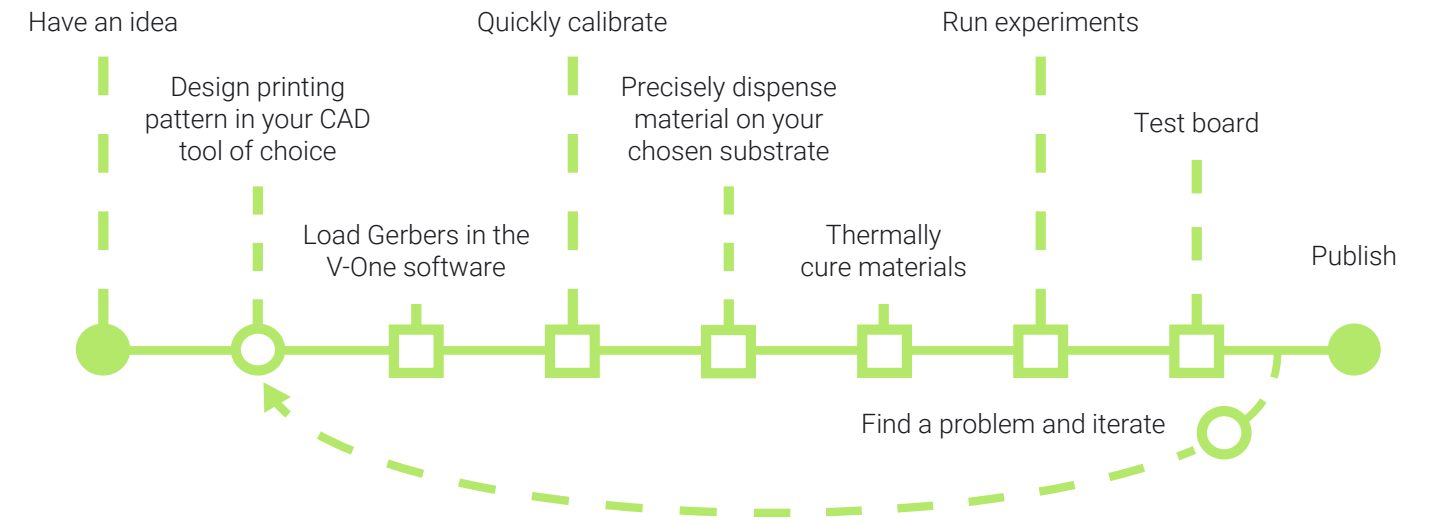 Have an idea
Design printing
pattern in your CAD
tool of choice
Load Gerbers in the
V-One software
Quickly calibrate
Precisely dispense
material on your
chosen substrate
Thermally
cure materials
Run experiments
Test board
Publish
Find a problem and iterate